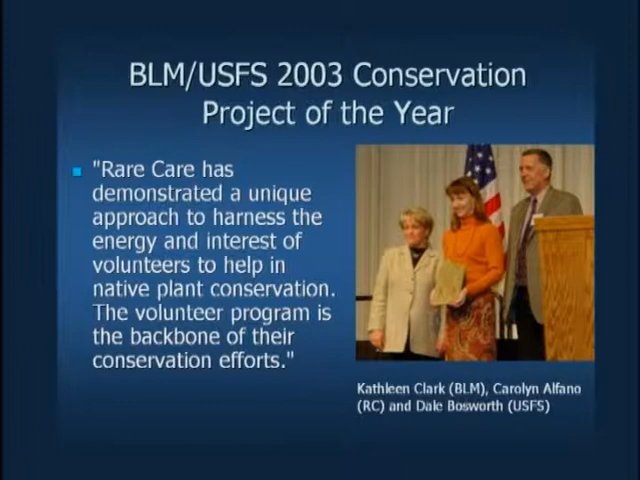 BLM/USFS 2003 Conservation
Project of the Year
"Rare Care has
demonstrated a unique
approach to harness the
energy and interest of
volunteers to help in
native plant conservation.
The volunteer program is
the backbone of their
conservation efforts."
Kathleen Clark (BLM), Carolyn Alfano
(RC) and Dale Bosworth (USFS)